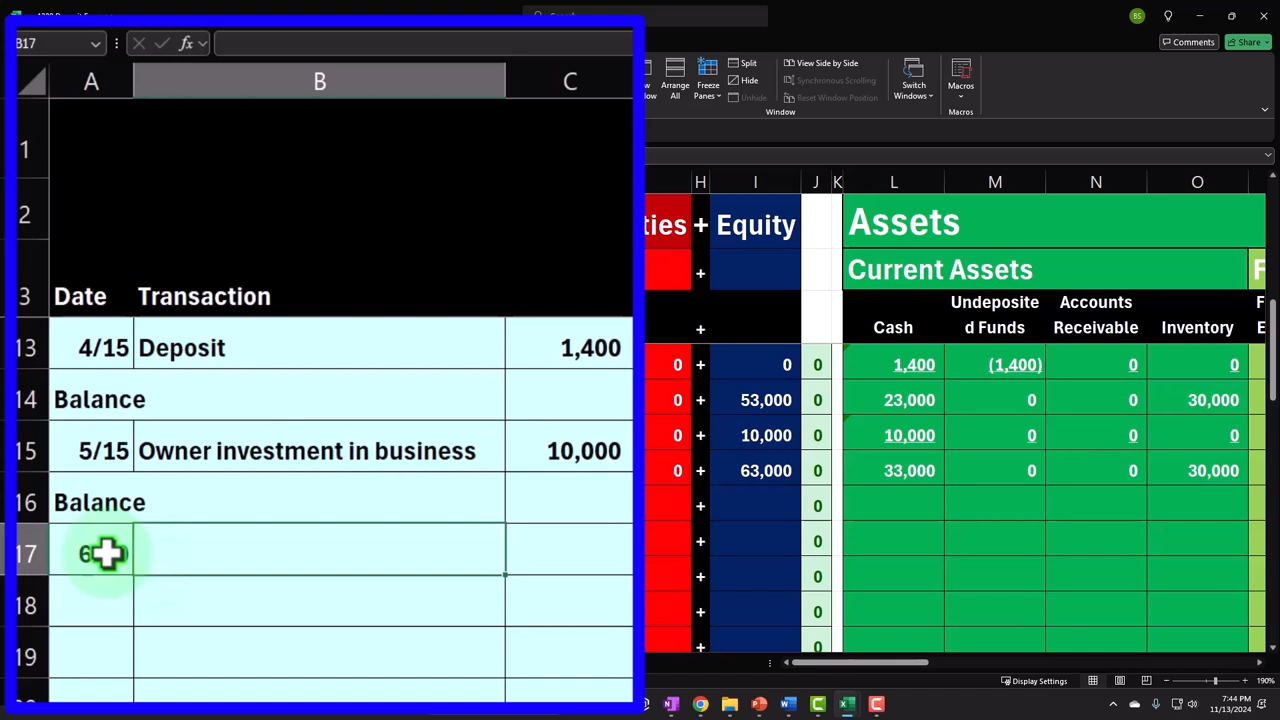 B17
fx
BS
Comments
Share
A B C
1
2
3 Date Transaction
13 4/15 Deposit 1,400
14 Balance
15 5/15 Owner investment in business 10,000
16 Balance
17 6
18
19
Arrange All
Freeze Panes
Split
Hide
Unhide
View Side by Side
Synchronous Scrolling
Reset Window Position
Switch Windows
Macros
Window
Macros
H I J K L M N O
ties + Equity Assets
+ Current Assets F
Undeposite Accounts F
+ Cash d Funds Receivable Inventory E
0 + 0 0 1,400 (1,400) 0 0
0 + 53,000 0 23,000 0 0 30,000
0 + 10,000 0 10,000 0 0 0
0 + 63,000 0 33,000 0 0 30,000
+ 0
+ 0
+ 0
+ 0
+ 0
Display Settings
190%
7:44 PM
11/13/2024